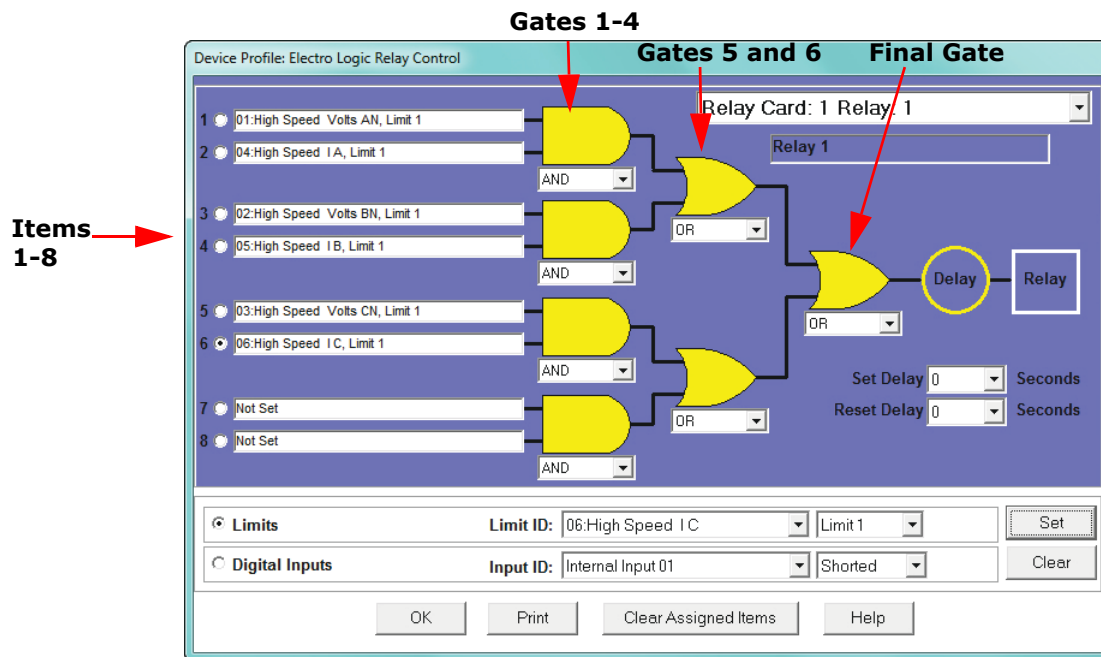 Gates 1-4
Gates 5 and 6
Final Gate
Items
1-8
Device Profile: Electro Logic Relay Control
Relay Card: 1 Relay: 1
Relay 1
1 01:High Speed Volts AN, Limit 1
2 04:High Speed I A, Limit 1
AND
3 02:High Speed Volts BN, Limit 1
4 05:High Speed I B, Limit 1
AND
OR
5 03:High Speed Volts CN, Limit 1
6 06:High Speed I C, Limit 1
AND
7 Not Set
8 Not Set
AND
OR
OR
Delay
Relay
Set Delay 0 Seconds
Reset Delay 0 Seconds
Limits Limit ID: 06:High Speed I C Limit 1 Set
Digital Inputs Input ID: Internal Input 01 Shorted Clear
OK Print Clear Assigned Items Help